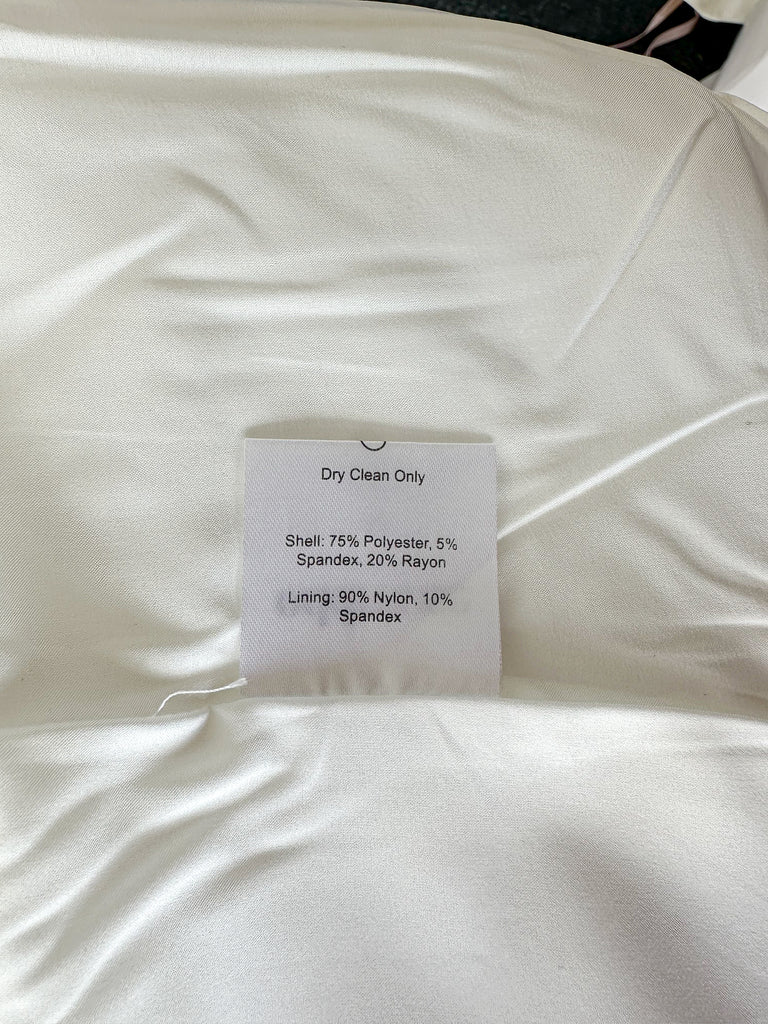 Dry Clean Only
Shell: 75% Polyester, 5%
Spandex, 20% Rayon
Lining: 90% Nylon, 10%
Spandex